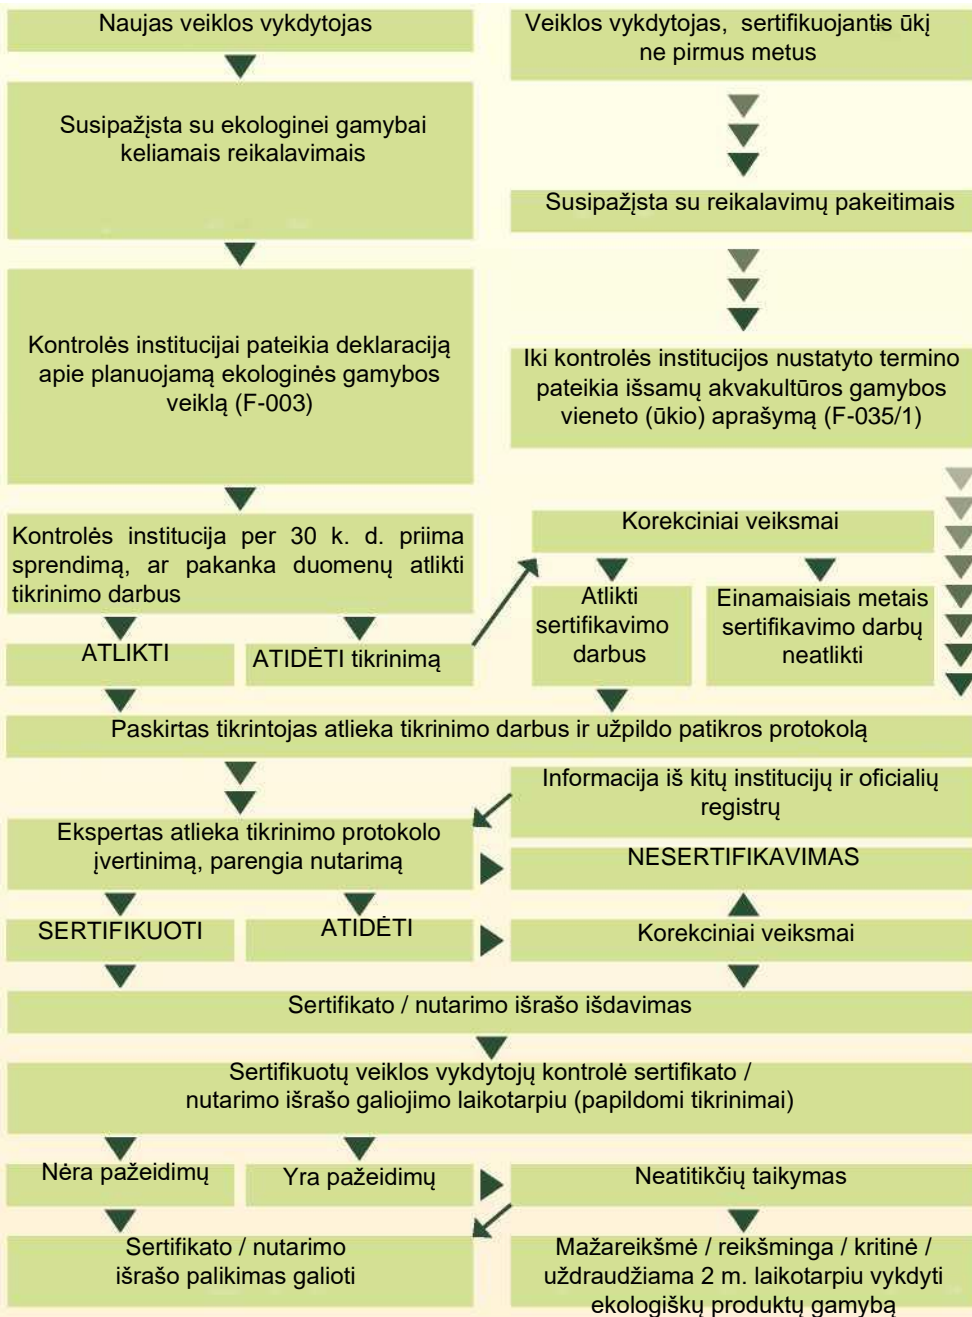 Naujas veiklos vykdytojas
Veiklos vykdytojas, sertifikuojantis ūkį
ne pirmus metus
Susipažįsta su ekologinei gamybai
keliamais reikalavimais
Susipažįsta su reikalavimų pakeitimais
Kontrolės institucijai pateikia deklaraciją
apie planuojamą ekologinės gamybos
veiklą (F-003)
Iki kontrolės institucijos nustatyto termino
pateikia išsamų akvakultūros gamybos
vieneto (ūkio) aprašymą (F-035/1)
Kontrolės institucija per 30 k. d. priima
sprendimą, ar pakanka duomenų atlikti
tikrinimo darbus
Korekciniai veiksmai
ATLIKTI
ATIDĖTI tikrinimą
Atlikti
sertifikavimo
darbus
Einamaisiais metais
sertifikavimo darbų
neatlikti
Paskirtas tikrintojas atlieka tikrinimo darbus ir užpildo patikros protokolą
Informacija iš kitų institucijų ir oficialių
registrų
Ekspertas atlieka tikrinimo protokolo
įvertinimą, parengia nutarimą
NESERTIFIKAVIMAS
SERTIFIKUOTI
ATIDĖTI
Korekciniai veiksmai
Sertifikato / nutarimo išrašo išdavimas
Sertifikuotų veiklos vykdytojų kontrolė sertifikato /
nutarimo išrašo galiojimo laikotarpiu (papildomi tikrinimai)
Nėra pažeidimų
Yra pažeidimų
Neatitikčių taikymas
Sertifikato / nutarimo
išrašo palikimas galioti
Mažareikšmė / reikšminga / kritinė /
uždraudžiama 2 m. laikotarpiu vykdyti
ekologiškų produktų gamybą